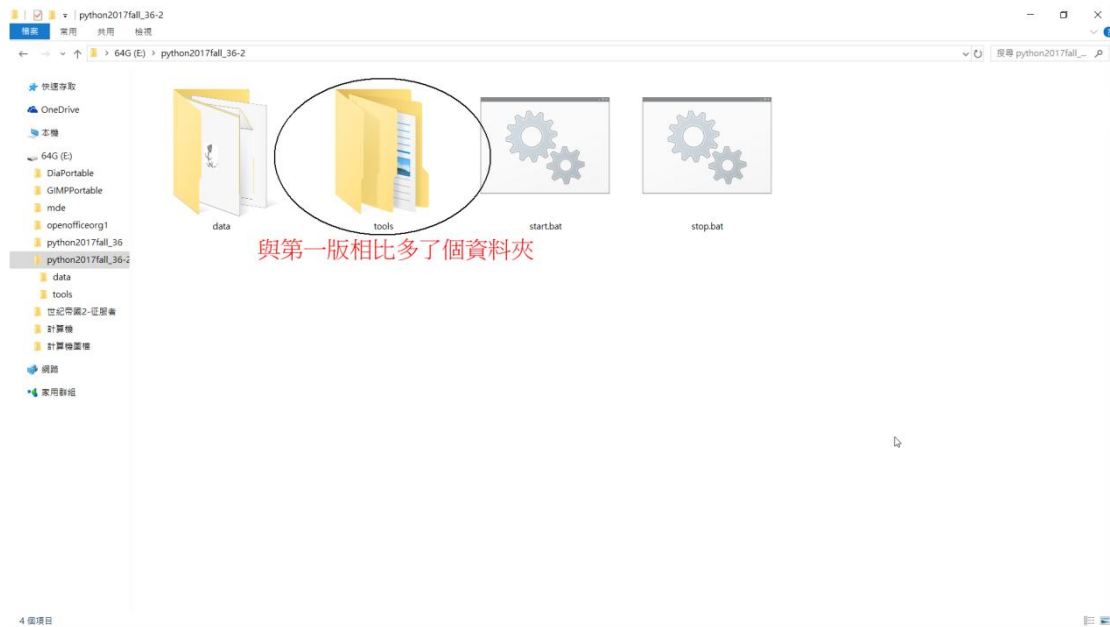 python2017fall_36-2
檔案 常用 共用 檢視
64G (E:) > python2017fall_36-2
搜尋 python2017fall_...
快速存取
OneDrive
本機
64G (E:)
DiaPortable
GIMPPortable
mde
openofficeorg1
python2017fall_36
python2017fall_36-2
data
tools
世紀帝國2-征服者
計算機
計算機圖檔
網路
家用群組
data tools start.bat stop.bat
與第一版相比多了個資料夾
4 個項目